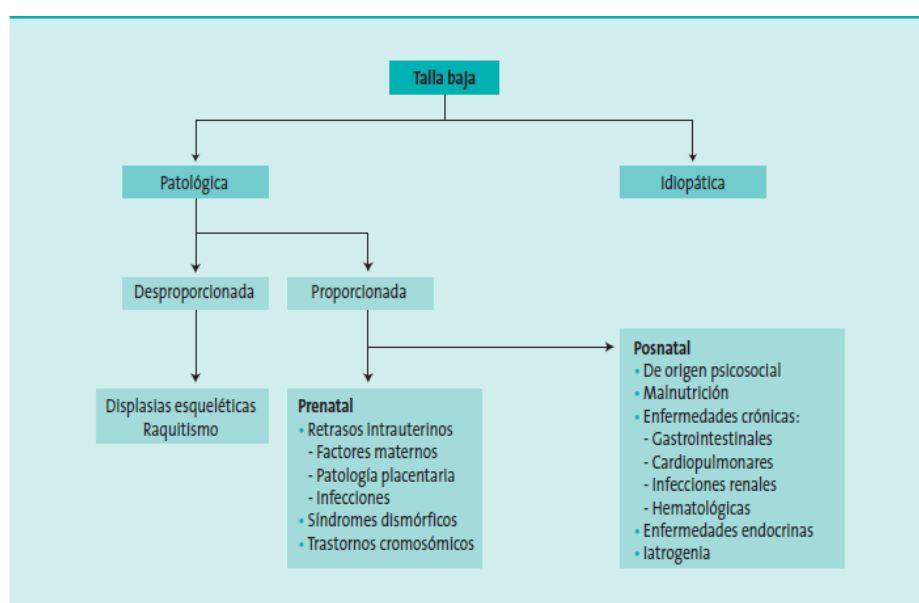 Talla baja
Patológica
Idiopática
Desproporcionada
Proporcionada
Displasias esqueléticas
Raquitismo
Prenatal
• Retrasos intrauterinos
- Factores maternos
- Patología placentaria
- Infecciones
• Síndromes dismórficos
• Trastornos cromosómicos
Posnatal
• De origen psicosocial
• Malnutrición
• Enfermedades crónicas:
- Gastrointestinales
- Cardiopulmonares
- Infecciones renales
- Hematológicas
• Enfermedades endocrinas
• Iatrogenia